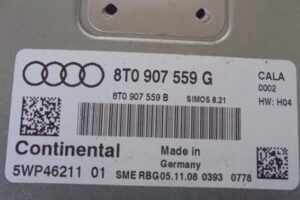 8T0 907 559 G
CALA
0002
HW: H04
8T0 907 559 B SIMOS 8.21
Continental
Made in
Germany
5WP46211 01
SME RBG05.11.08 0393 0778